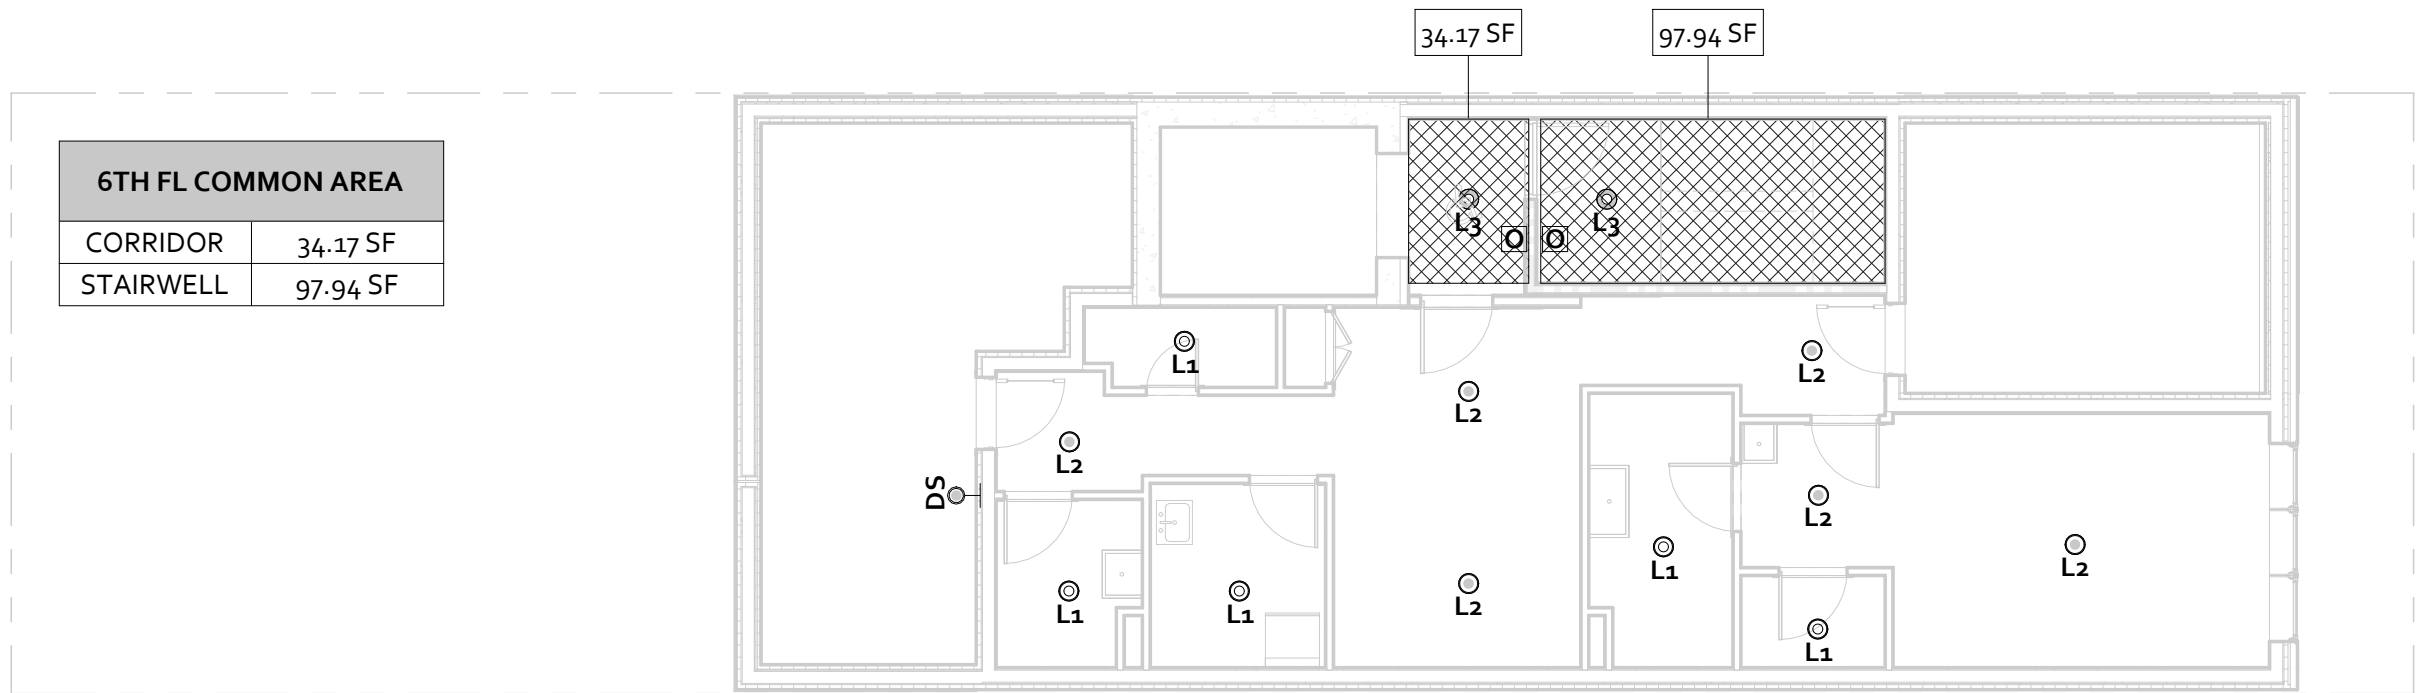 34.17 SF
97.94 SF
6TH FL COMMON AREA
CORRIDOR 34.17 SF
STAIRWELL 97.94 SF
L3
L3
O O
L1
L2
L2
L2
DS
L2
L2
L1
L1
L1
L2
L1